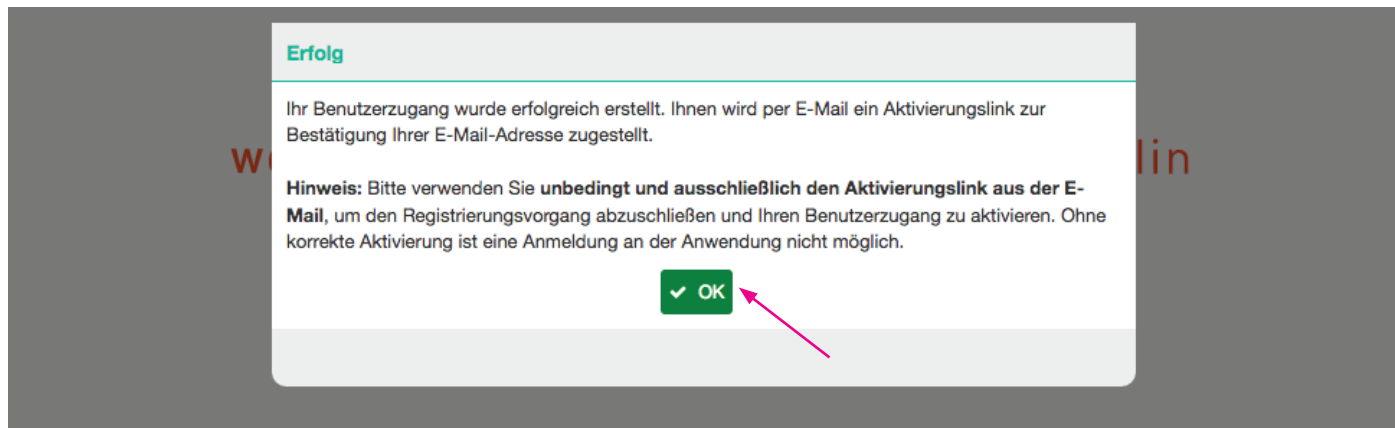 Erfolg
Ihr Benutzerzugang wurde erfolgreich erstellt. Ihnen wird per E-Mail ein Aktivierungslink zur
Bestätigung Ihrer E-Mail-Adresse zugestellt.
Hinweis: Bitte verwenden Sie unbedingt und ausschließlich den Aktivierungslink aus der E-
Mail, um den Registrierungsvorgang abzuschließen und Ihren Benutzerzugang zu aktivieren. Ohne
korrekte Aktivierung ist eine Anmeldung an der Anwendung nicht möglich.
OK